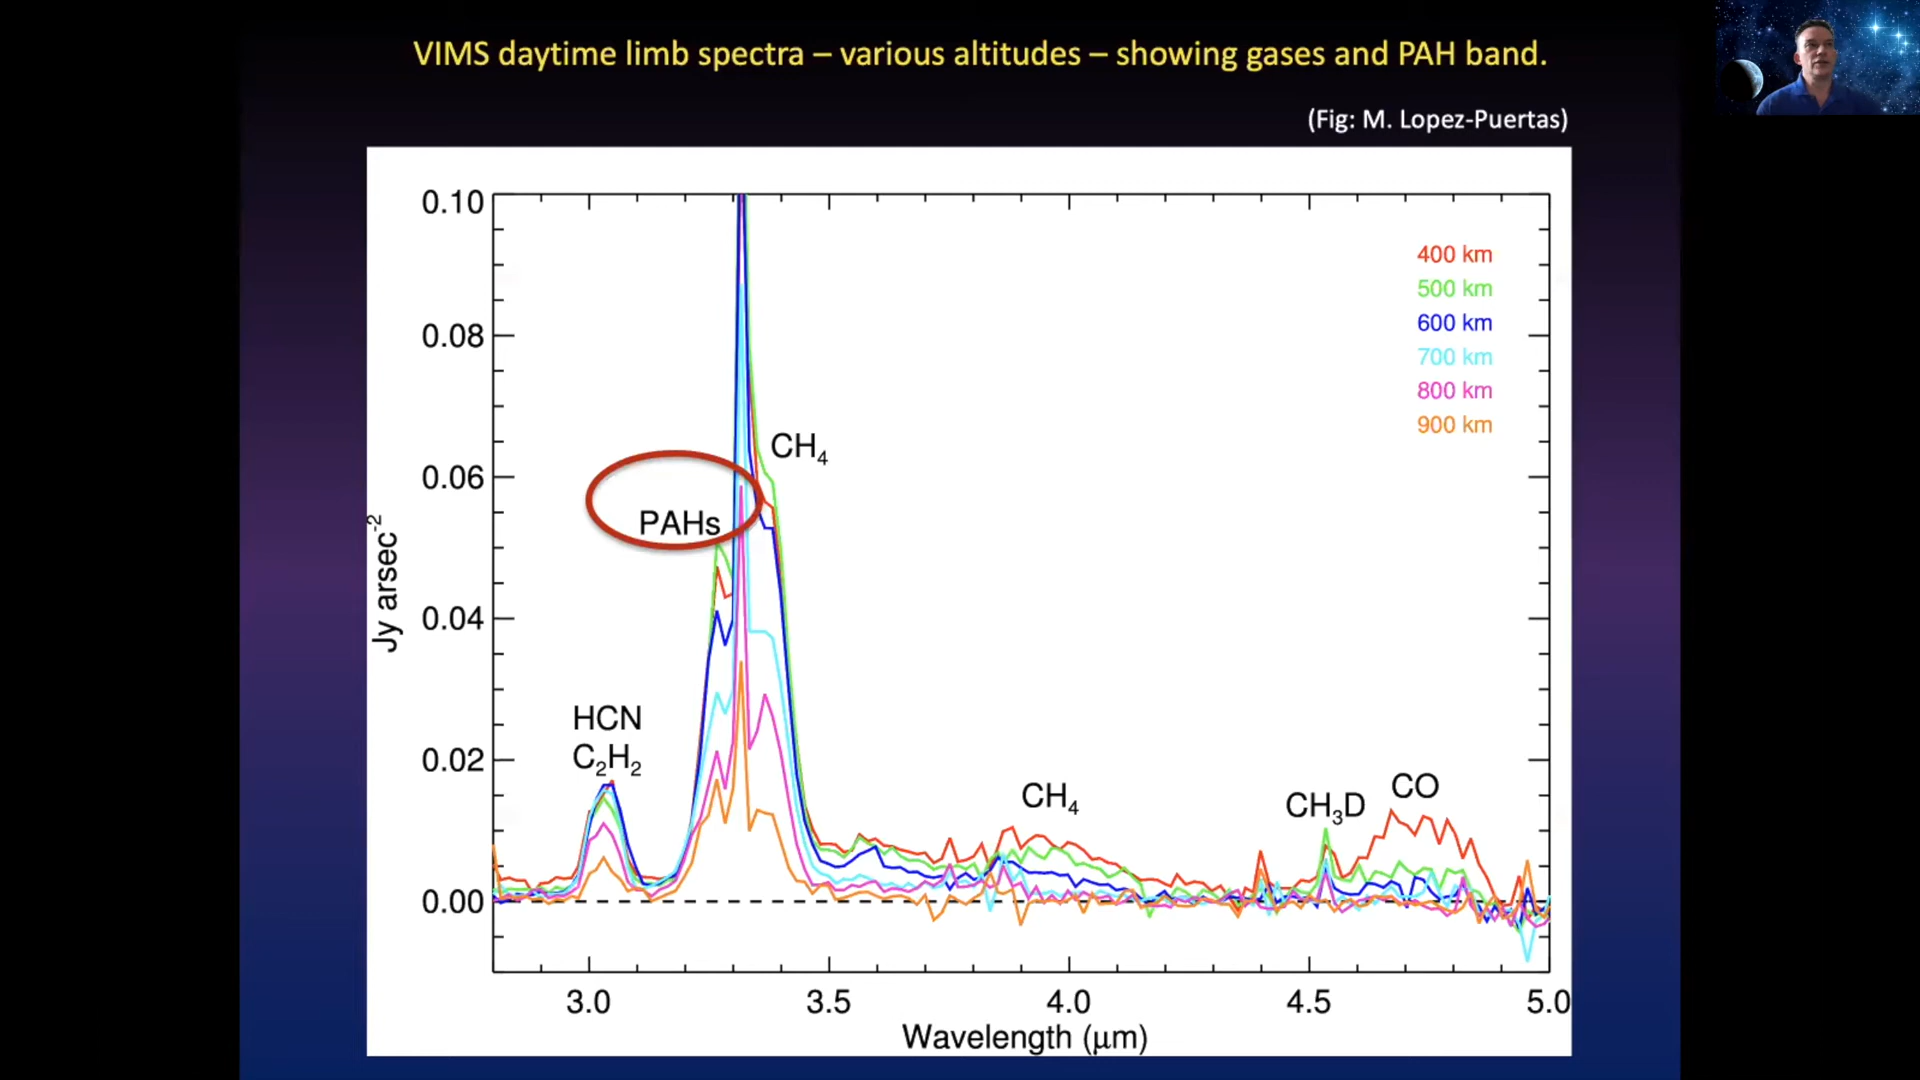 VIMS daytime limb spectra – various altitudes – showing gases and PAH band.
(Fig: M. Lopez-Puertas)
0.10
0.08
0.06
0.04
0.02
0.00
Jy arsec⁻²
400 km
500 km
600 km
700 km
800 km
900 km
CH₄
PAHs
HCN
C₂H₂
CH₄
CH₃D
CO
3.0 3.5 4.0 4.5 5.0
Wavelength (μm)